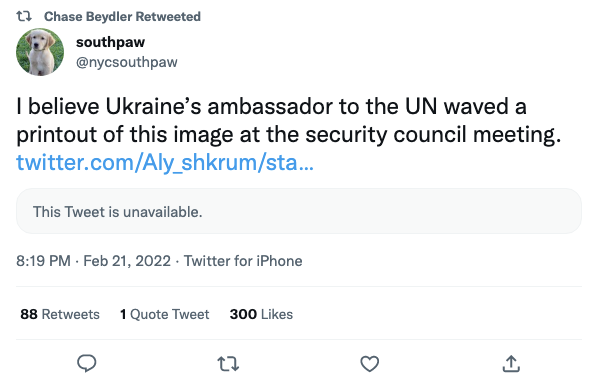 Chase Beydler Retweeted
southpaw
@nycsouthpaw
I believe Ukraine’s ambassador to the UN waved a
printout of this image at the security council meeting.
twitter.com/Aly_shkrum/sta…
This Tweet is unavailable.
8:19 PM · Feb 21, 2022 · Twitter for iPhone
88 Retweets 1 Quote Tweet 300 Likes